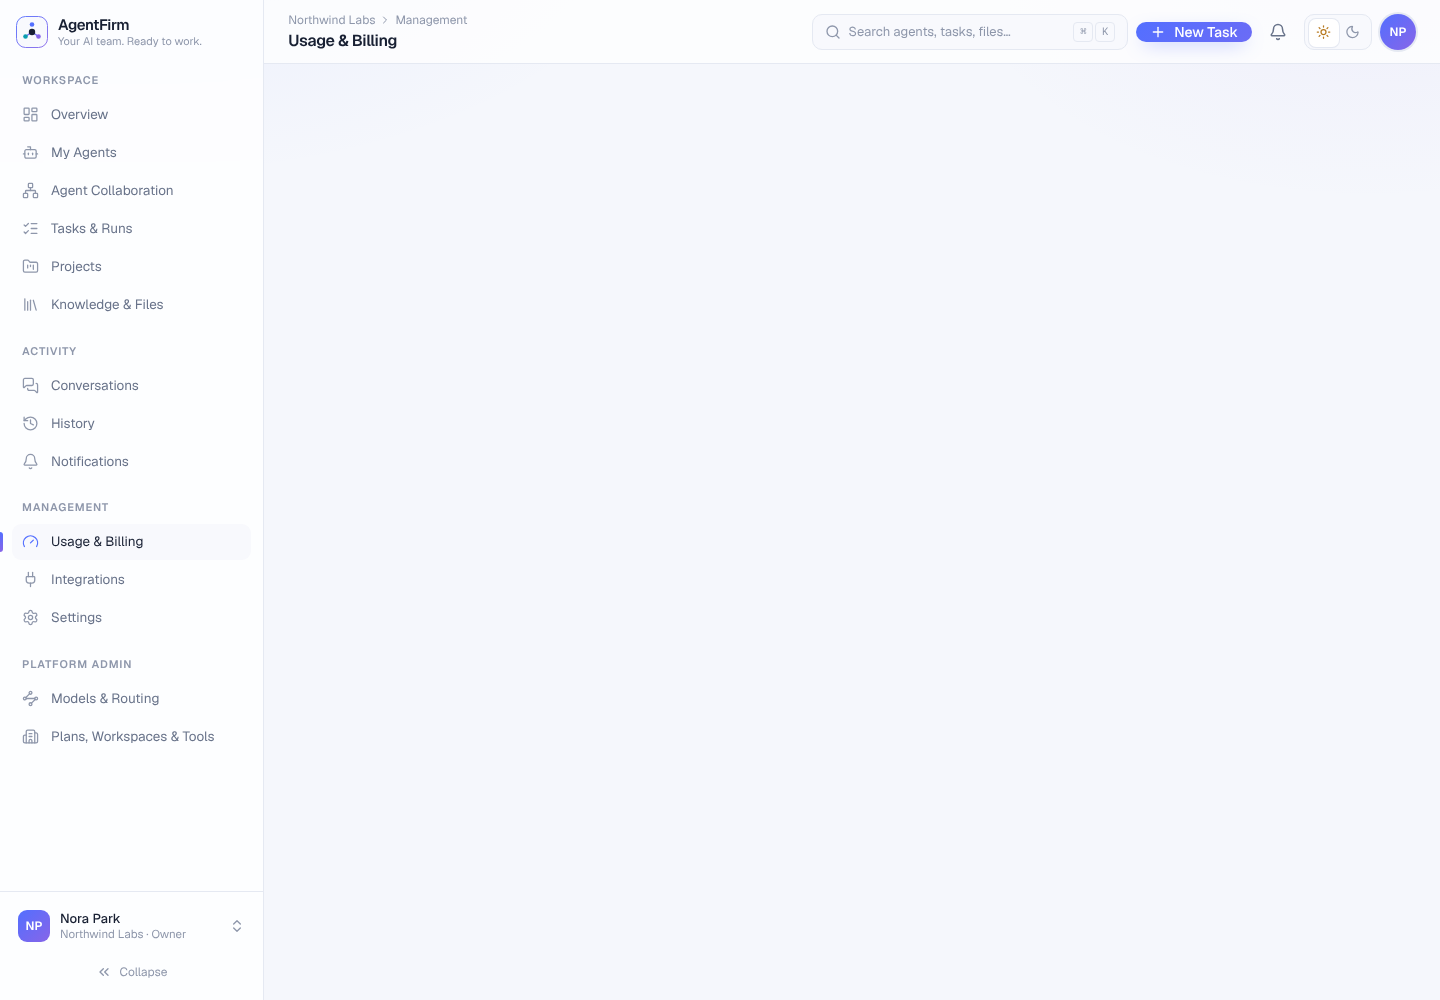 AgentFirm
Your AI team. Ready to work.
WORKSPACE
Overview
My Agents
Agent Collaboration
Tasks & Runs
Projects
Knowledge & Files
ACTIVITY
Conversations
History
Notifications
MANAGEMENT
Usage & Billing
Integrations
Settings
PLATFORM ADMIN
Models & Routing
Plans, Workspaces & Tools
NP
Nora Park
Northwind Labs · Owner
Collapse
Northwind Labs > Management
Usage & Billing
Search agents, tasks, files... ⌘ K
New Task
NP